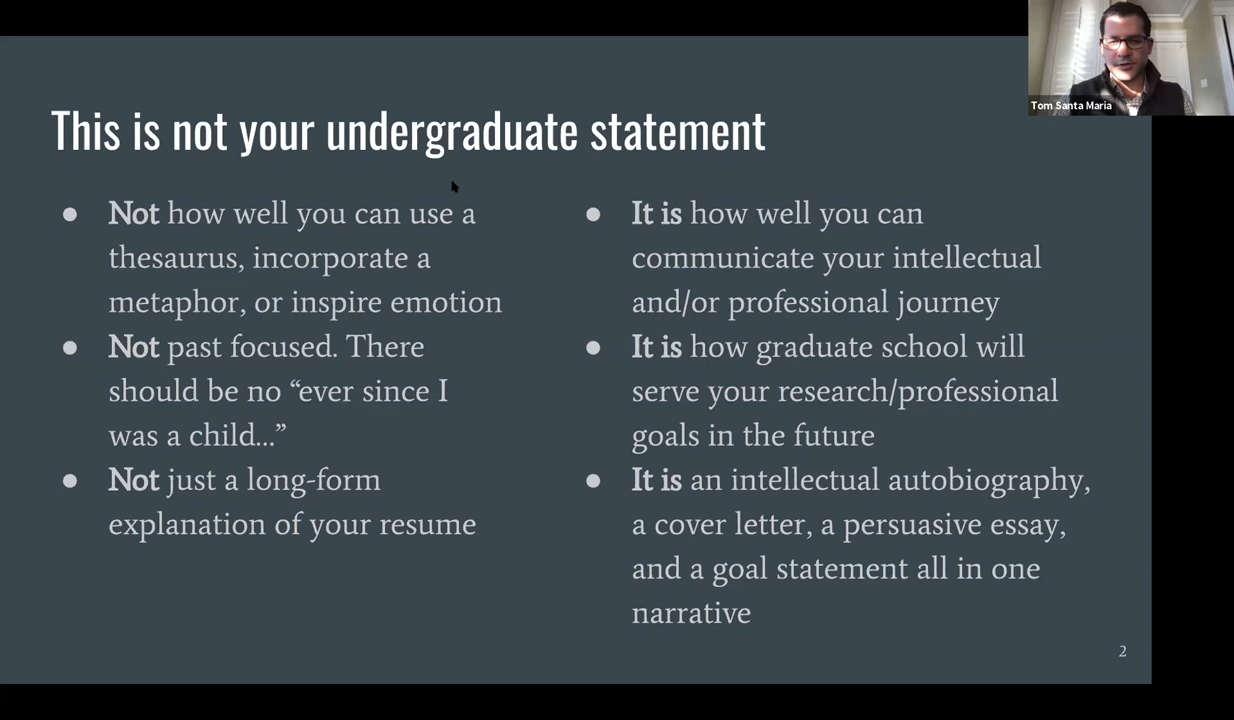 Tom Santa Maria
This is not your undergraduate statement
● Not how well you can use a
thesaurus, incorporate a
metaphor, or inspire emotion
● Not past focused. There
should be no “ever since I
was a child...”
● Not just a long-form
explanation of your resume
● It is how well you can
communicate your intellectual
and/or professional journey
● It is how graduate school will
serve your research/professional
goals in the future
● It is an intellectual autobiography,
a cover letter, a persuasive essay,
and a goal statement all in one
narrative
2